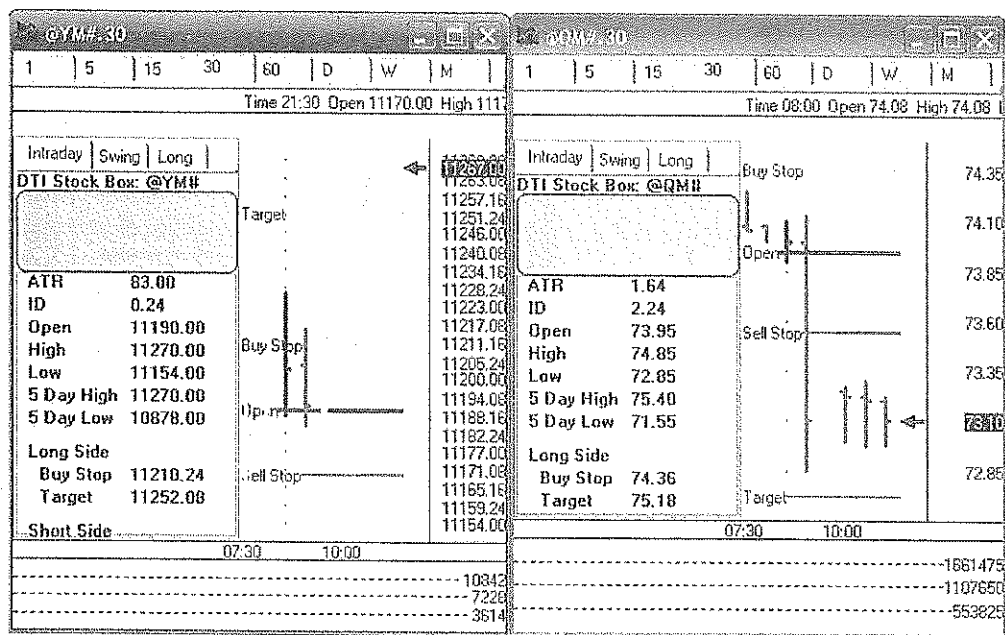 @YM#.30
1 5 15 30 60 D W M
Time 21:30 Open 11170.00 High 1117
Intraday Swing Long
DTI Stock Box: @YM#
ATR 83.00
ID 0.24
Open 11190.00
High 11270.00
Low 11154.00
5 Day High 11270.00
5 Day Low 10878.00
Long Side
Buy Stop 11210.24
Target 11252.08
Short Side
Target
Buy Stop
Sell Stop
11267.00
11263.08
11257.16
11251.24
11246.00
11240.08
11234.16
11228.24
11223.00
11217.08
11211.16
11205.24
11200.00
11194.08
11188.16
11182.24
11177.00
11171.08
11165.16
11159.24
11154.00
07:30 10:00
10842
7228
3614
@QM#.30
1 5 15 30 60 D W M
Time 08:00 Open 74.08 High 74.08
Intraday Swing Long
DTI Stock Box: @QM#
ATR 1.64
ID 2.24
Open 73.95
High 74.85
Low 72.85
5 Day High 75.40
5 Day Low 71.55
Long Side
Buy Stop 74.36
Target 75.18
Buy Stop
Open
Sell Stop
Target
74.35
74.10
73.85
73.60
73.35
73.10
72.85
07:30 10:00
1661475
1107650
553825